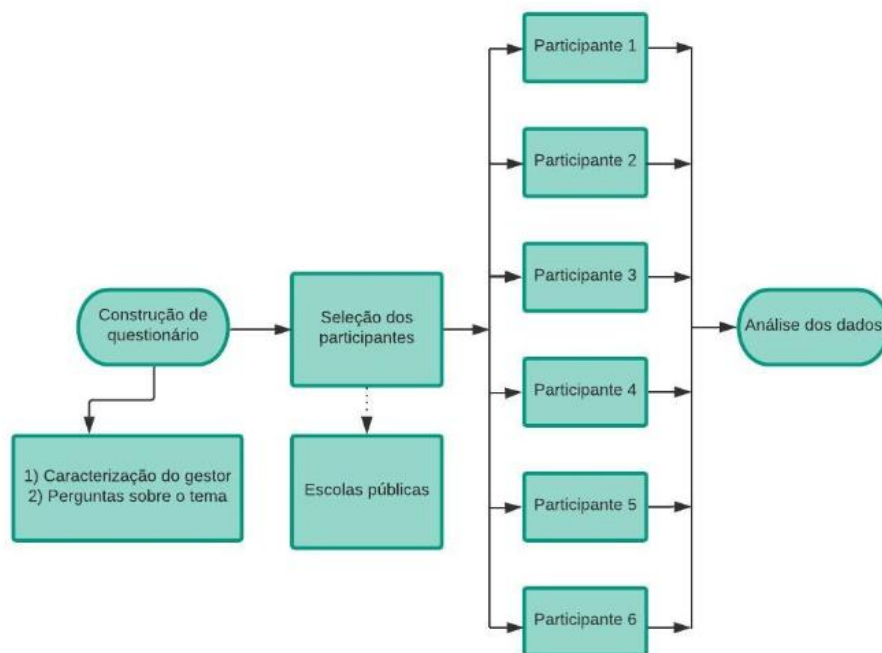 Construção de
questionário
1) Caracterização do gestor
2) Perguntas sobre o tema
Seleção dos
participantes
Escolas públicas
Participante 1
Participante 2
Participante 3
Participante 4
Participante 5
Participante 6
Análise dos dados